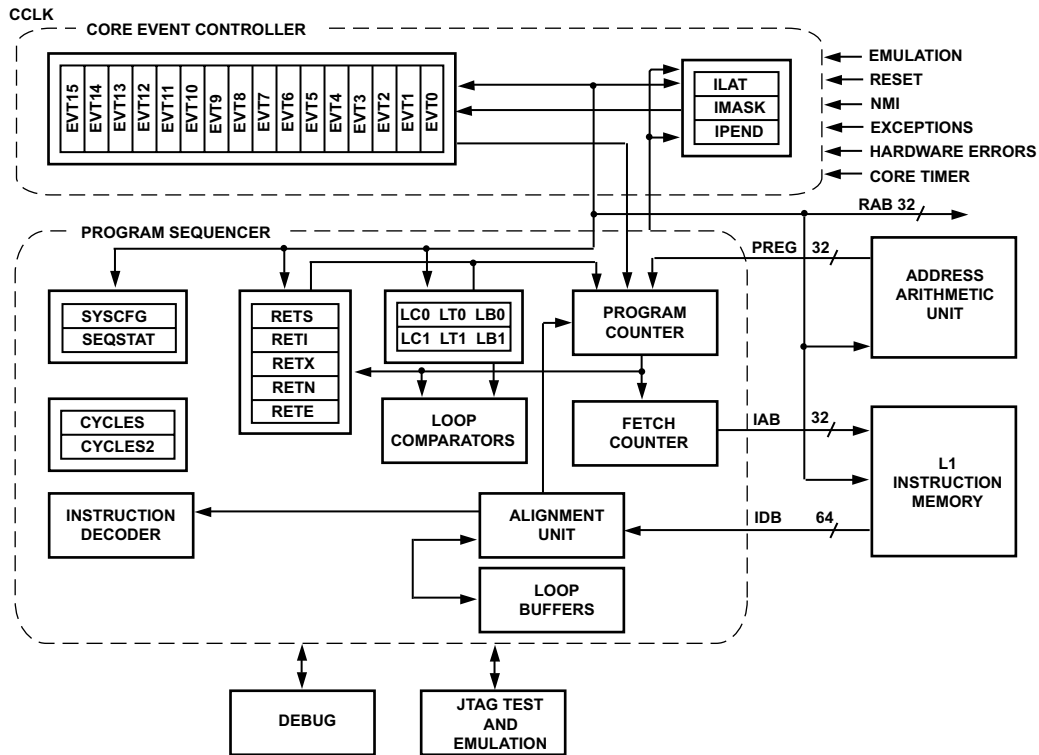 CCLK
CORE EVENT CONTROLLER
EVT15
EVT14
EVT13
EVT12
EVT11
EVT10
EVT9
EVT8
EVT7
EVT6
EVT5
EVT4
EVT3
EVT2
EVT1
EVT0
ILAT
IMASK
IPEND
EMULATION
RESET
NMI
EXCEPTIONS
HARDWARE ERRORS
CORE TIMER
RAB 32
PROGRAM SEQUENCER
PREG 32
ADDRESS
ARITHMETIC
UNIT
SYSCFG
SEQSTAT
RETS
RETI
RETX
RETN
RETE
LC0 LT0 LB0
LC1 LT1 LB1
PROGRAM
COUNTER
CYCLES
CYCLES2
LOOP
COMPARATORS
FETCH
COUNTER
IAB 32
L1
INSTRUCTION
MEMORY
INSTRUCTION
DECODER
ALIGNMENT
UNIT
IDB 64
LOOP
BUFFERS
DEBUG
JTAG TEST
AND
EMULATION